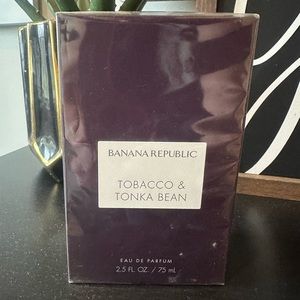 BANANA REPUBLIC
TOBACCO &
TONKA BEAN
EAU DE PARFUM
2.5 FL. OZ. / 75 mL